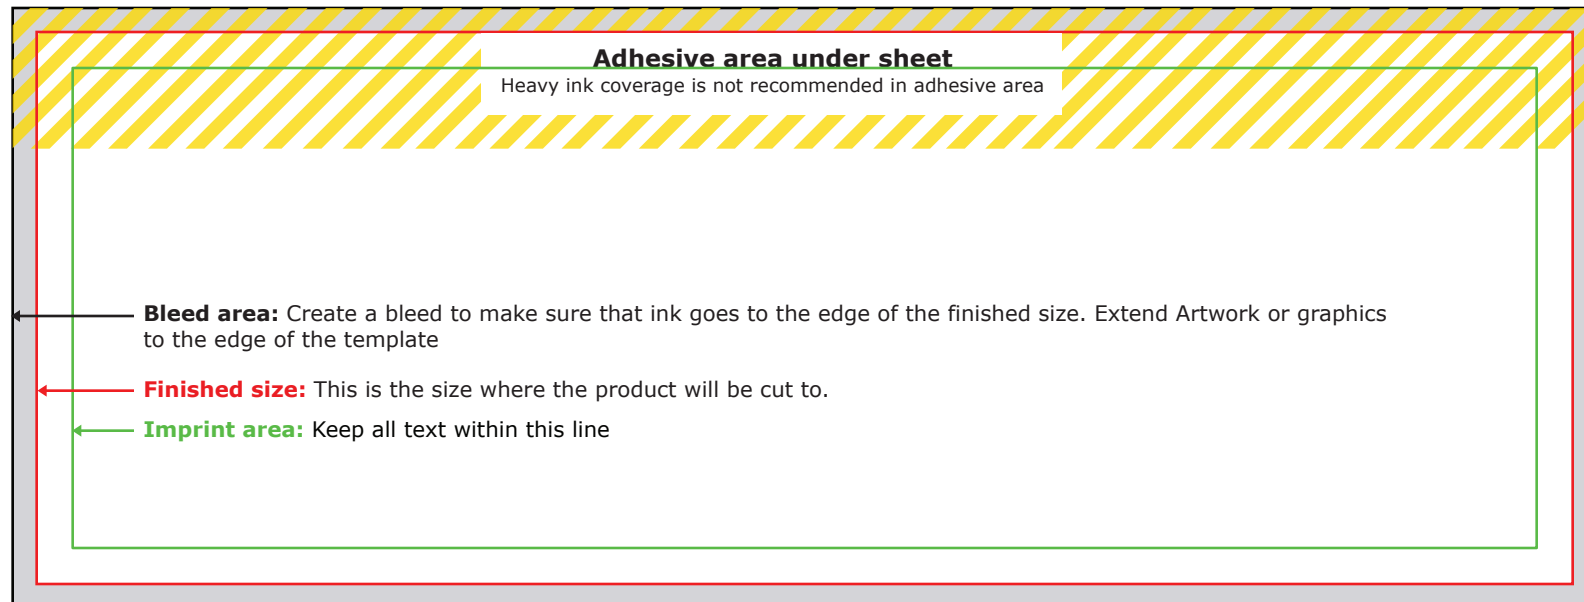 Adhesive area under sheet
Heavy ink coverage is not recommended in adhesive area
Bleed area: Create a bleed to make sure that ink goes to the edge of the finished size. Extend Artwork or graphics
to the edge of the template
Finished size: This is the size where the product will be cut to.
Imprint area: Keep all text within this line